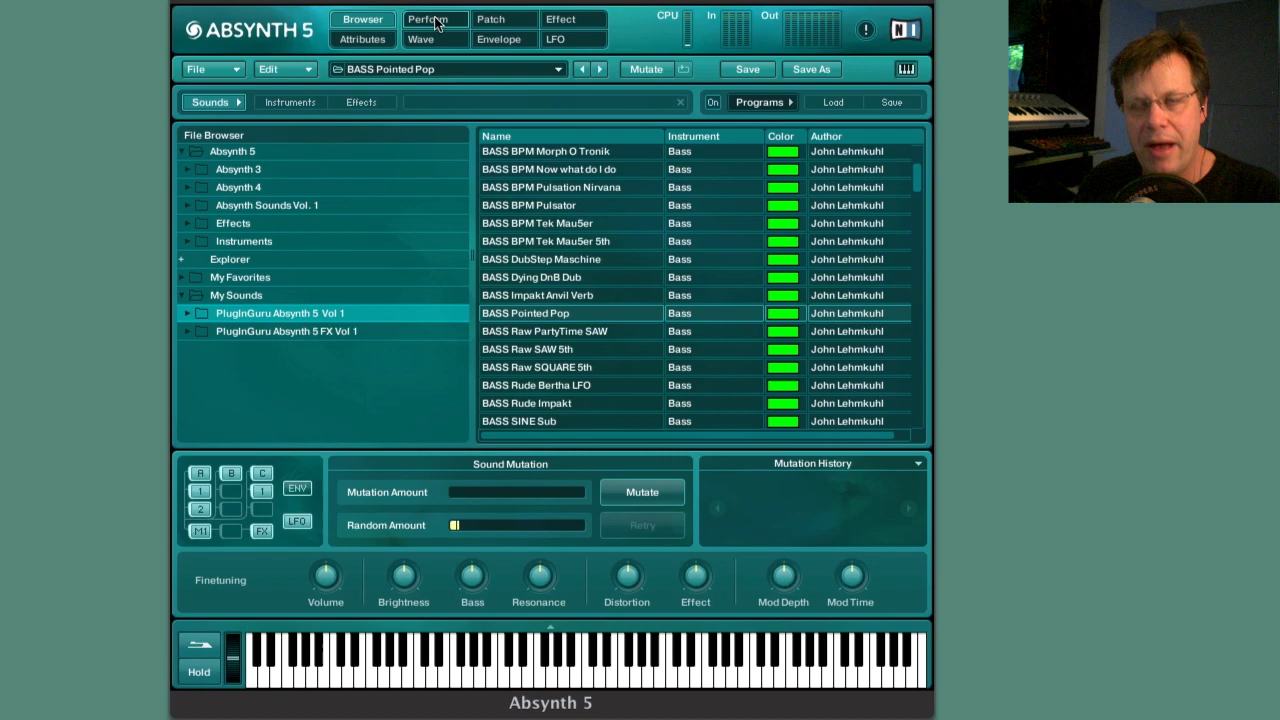 ABSYNTH 5
Browser
Perform
Patch
Effect
Attributes
Wave
Envelope
LFO
CPU
In
Out
!
NI
File
Edit
BASS Pointed Pop
Mutate
Save
Save As
Sounds
Instruments
Effects
On
Programs
Load
Save
File Browser
Absynth 5
Absynth 3
Absynth 4
Absynth Sounds Vol. 1
Effects
Instruments
Explorer
My Favorites
My Sounds
PlugInGuru Absynth 5 Vol 1
PlugInGuru Absynth 5 FX Vol 1
Name Instrument Color Author
BASS BPM Morph O Tronik Bass John Lehmkuhl
BASS BPM Now what do I do Bass John Lehmkuhl
BASS BPM Pulsation Nirvana Bass John Lehmkuhl
BASS BPM Pulsator Bass John Lehmkuhl
BASS BPM Tek Mau5er Bass John Lehmkuhl
BASS BPM Tek Mau5er 5th Bass John Lehmkuhl
BASS DubStep Maschine Bass John Lehmkuhl
BASS Dying DnB Dub Bass John Lehmkuhl
BASS Impakt Anvil Verb Bass John Lehmkuhl
BASS Pointed Pop Bass John Lehmkuhl
BASS Raw PartyTime SAW Bass John Lehmkuhl
BASS Raw SAW 5th Bass John Lehmkuhl
BASS Raw SQUARE 5th Bass John Lehmkuhl
BASS Rude Bertha LFO Bass John Lehmkuhl
BASS Rude Impakt Bass John Lehmkuhl
BASS SINE Sub Bass John Lehmkuhl
A B C
1 1
2
M1 FX
ENV
LFO
Sound Mutation
Mutation Amount
Mutate
Random Amount
Retry
Mutation History
Finetuning
Volume
Brightness
Bass
Resonance
Distortion
Effect
Mod Depth
Mod Time
Hold
Absynth 5